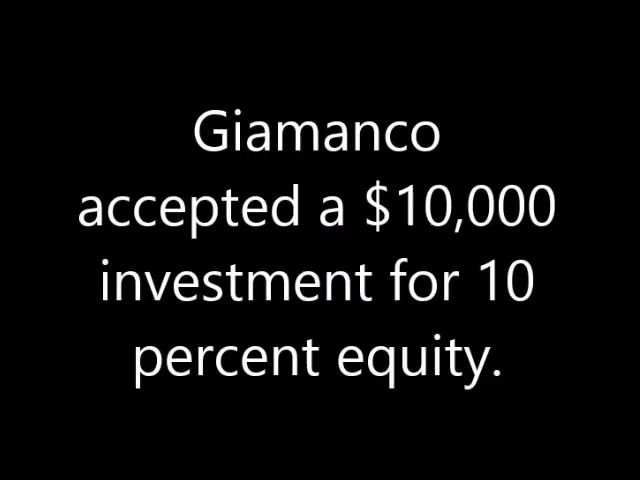 Giamanco
accepted a $10,000
investment for 10
percent equity.